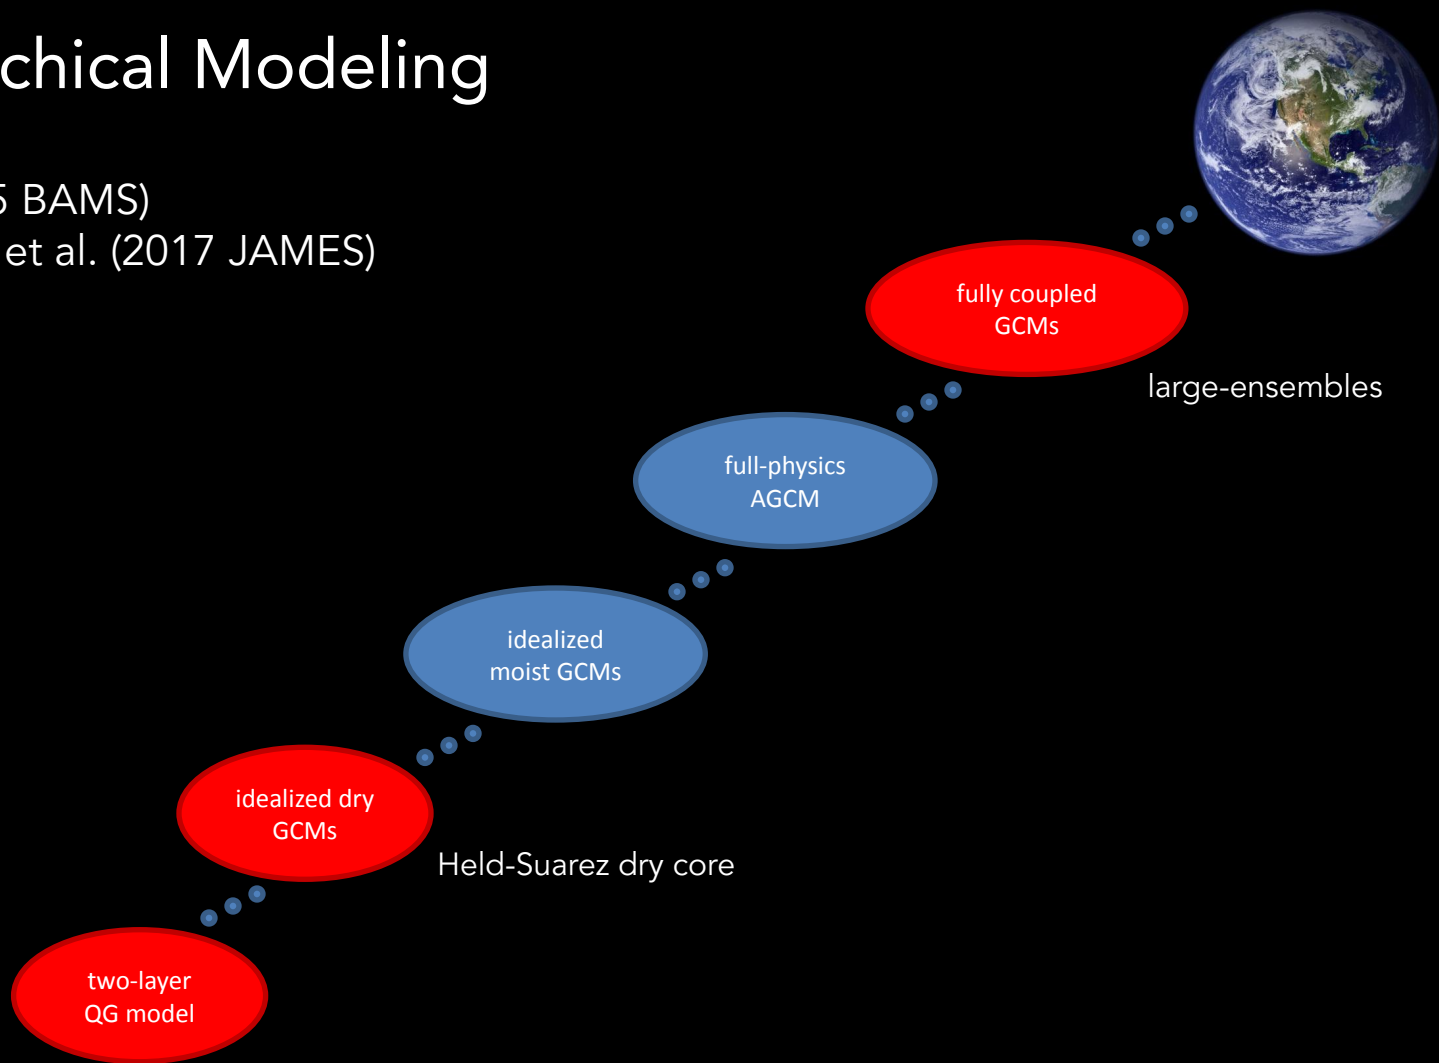 chical Modeling
5 BAMS)
et al. (2017 JAMES)
fully coupled
GCMs
large-ensembles
full-physics
AGCM
idealized
moist GCMs
idealized dry
GCMs
Held-Suarez dry core
two-layer
QG model